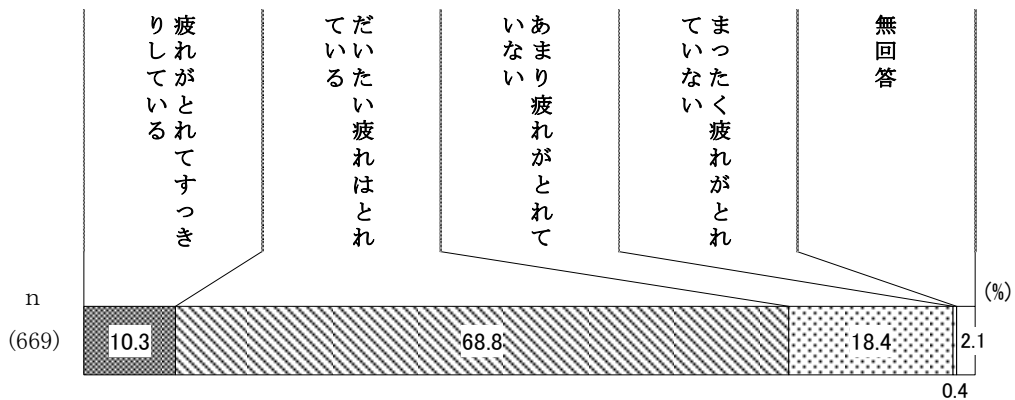 疲れがとれてすっき
りしている
だいたい疲れはとれ
ている
あまり疲れがとれて
いない
まったく疲れがとれ
ていない
無回答
(%)
n
(669)
10.3
68.8
18.4
2.1
0.4